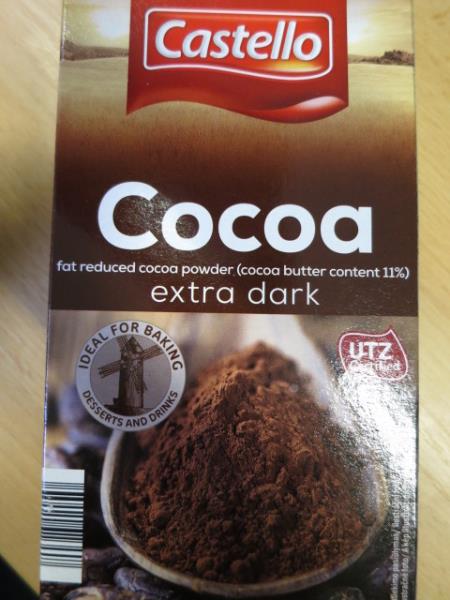 Castello
Cocoa
fat reduced cocoa powder (cocoa butter content 11%)
extra dark
IDEAL FOR BAKING
DESSERTS AND DRINKS
UTZ
Certified